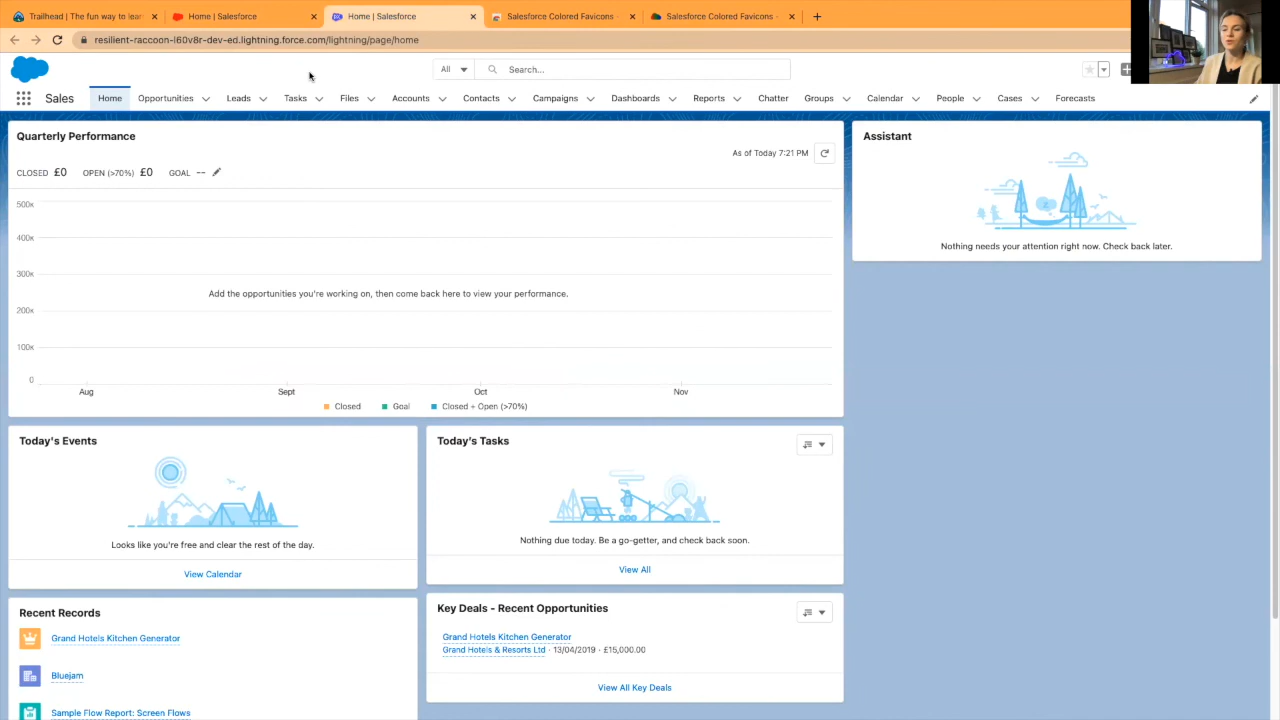 Trailhead | The fun way to lear
Home | Salesforce
Home | Salesforce
Salesforce Colored Favicons -
Salesforce Colored Favicons -
resilient-raccoon-l60v8r-dev-ed.lightning.force.com/lightning/page/home
All
Search...
Sales
Home
Opportunities
Leads
Tasks
Files
Accounts
Contacts
Campaigns
Dashboards
Reports
Chatter
Groups
Calendar
People
Cases
Forecasts
Quarterly Performance
As of Today 7:21 PM
CLOSED £0 OPEN (>70%) £0 GOAL --
500K
400K
300K
200K
100K
0
Add the opportunities you're working on, then come back here to view your performance.
Aug
Sept
Oct
Nov
Closed
Goal
Closed + Open (>70%)
Assistant
Nothing needs your attention right now. Check back later.
Today's Events
Looks like you're free and clear the rest of the day.
View Calendar
Today's Tasks
Nothing due today. Be a go-getter, and check back soon.
View All
Recent Records
Grand Hotels Kitchen Generator
Bluejam
Sample Flow Report: Screen Flows
Key Deals - Recent Opportunities
Grand Hotels Kitchen Generator
Grand Hotels & Resorts Ltd · 13/04/2019 · £15,000.00
View All Key Deals